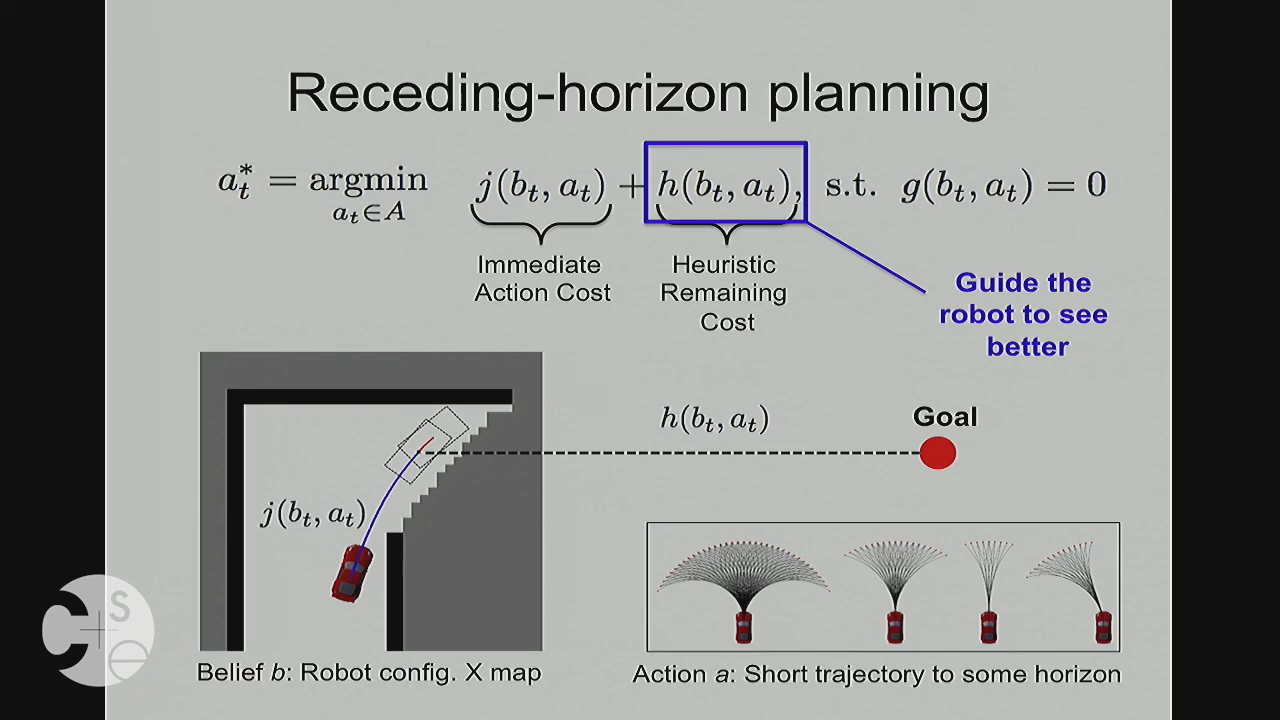 Receding-horizon planning
a*_t = argmin_{a_t∈A} j(b_t, a_t) + h(b_t, a_t), s.t. g(b_t, a_t) = 0
Immediate
Action Cost
Heuristic
Remaining
Cost
Guide the
robot to see
better
h(b_t, a_t)
Goal
j(b_t, a_t)
Belief b: Robot config. X map
Action a: Short trajectory to some horizon
C S e